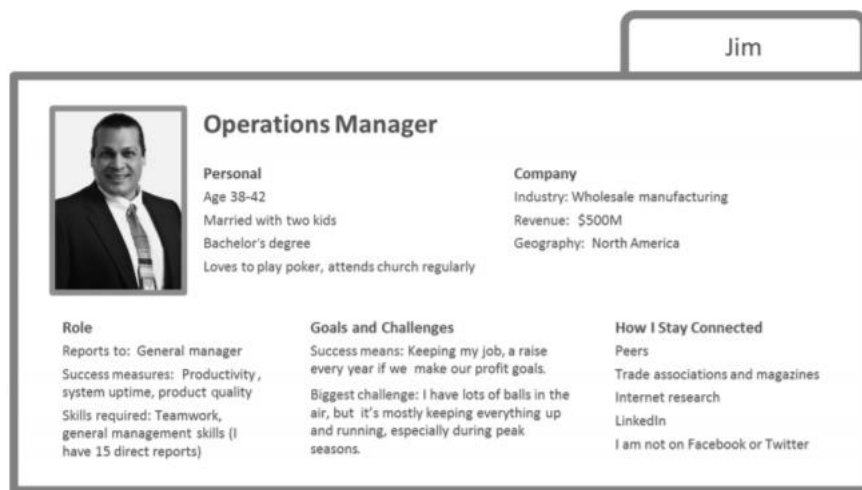 Jim
Operations Manager
Personal
Age 38-42
Married with two kids
Bachelor's degree
Loves to play poker, attends church regularly
Company
Industry: Wholesale manufacturing
Revenue: $500M
Geography: North America
Role
Reports to: General manager
Success measures: Productivity,
system uptime, product quality
Skills required: Teamwork,
general management skills (I
have 15 direct reports)
Goals and Challenges
Success means: Keeping my job, a raise
every year if we make our profit goals.
Biggest challenge: I have lots of balls in the
air, but it's mostly keeping everything up
and running, especially during peak
seasons.
How I Stay Connected
Peers
Trade associations and magazines
Internet research
LinkedIn
I am not on Facebook or Twitter